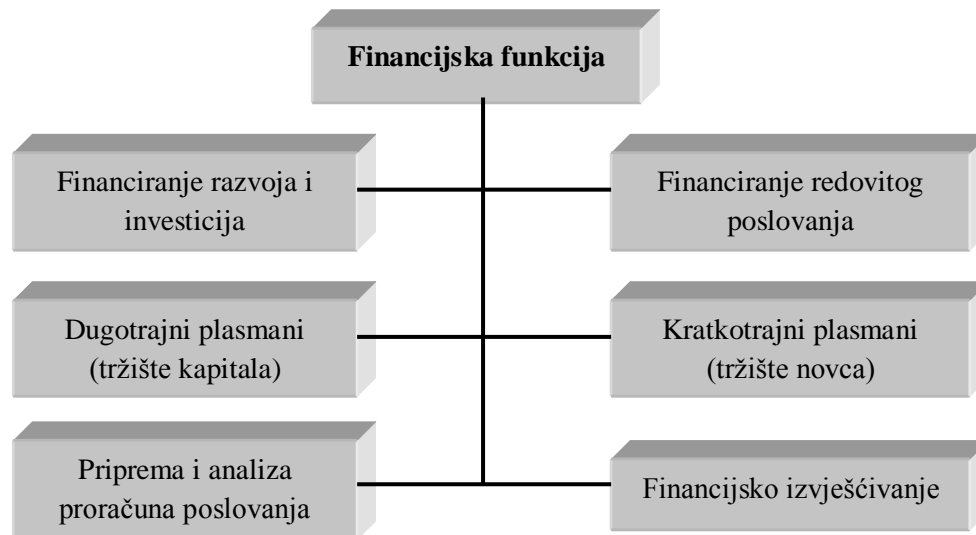 Financijska funkcija
Financiranje razvoja i
investicija
Financiranje redovitog
poslovanja
Dugotrajni plasmani
(tržište kapitala)
Kratkotrajni plasmani
(tržište novca)
Priprema i analiza
proračuna poslovanja
Financijsko izvješćivanje